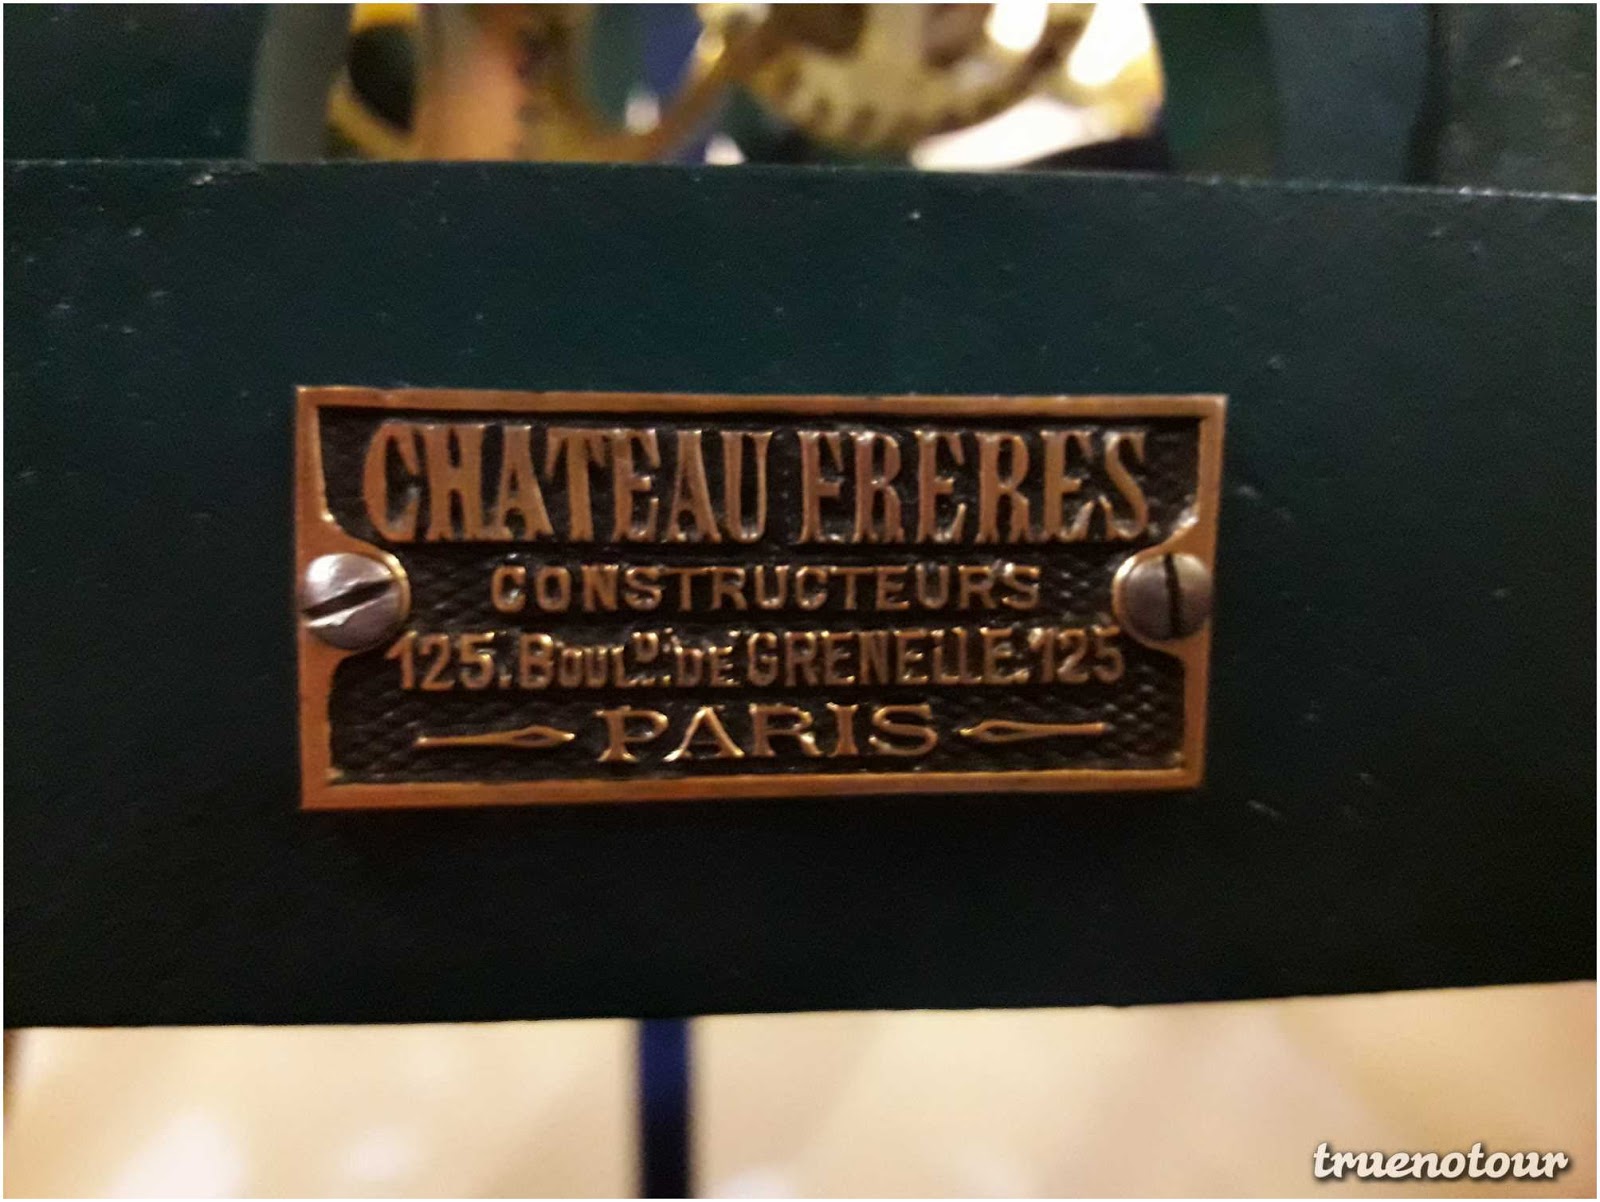 CHATEAU FRERES
CONSTRUCTEURS
125. BOULD. DE GRENELLE. 125
PARIS
truenotour